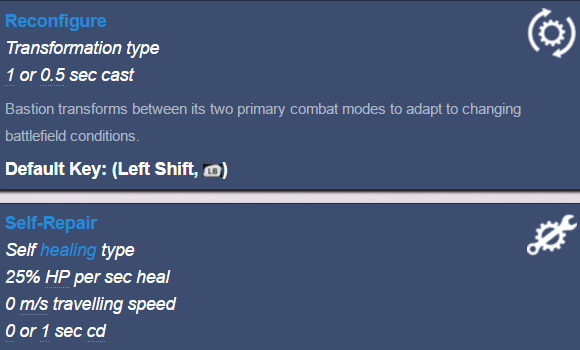 Reconfigure
Transformation type
1 or 0.5 sec cast
Bastion transforms between its two primary combat modes to adapt to changing
battlefield conditions.
Default Key: (Left Shift, LB)
Self-Repair
Self healing type
25% HP per sec heal
0 m/s travelling speed
0 or 1 sec cd